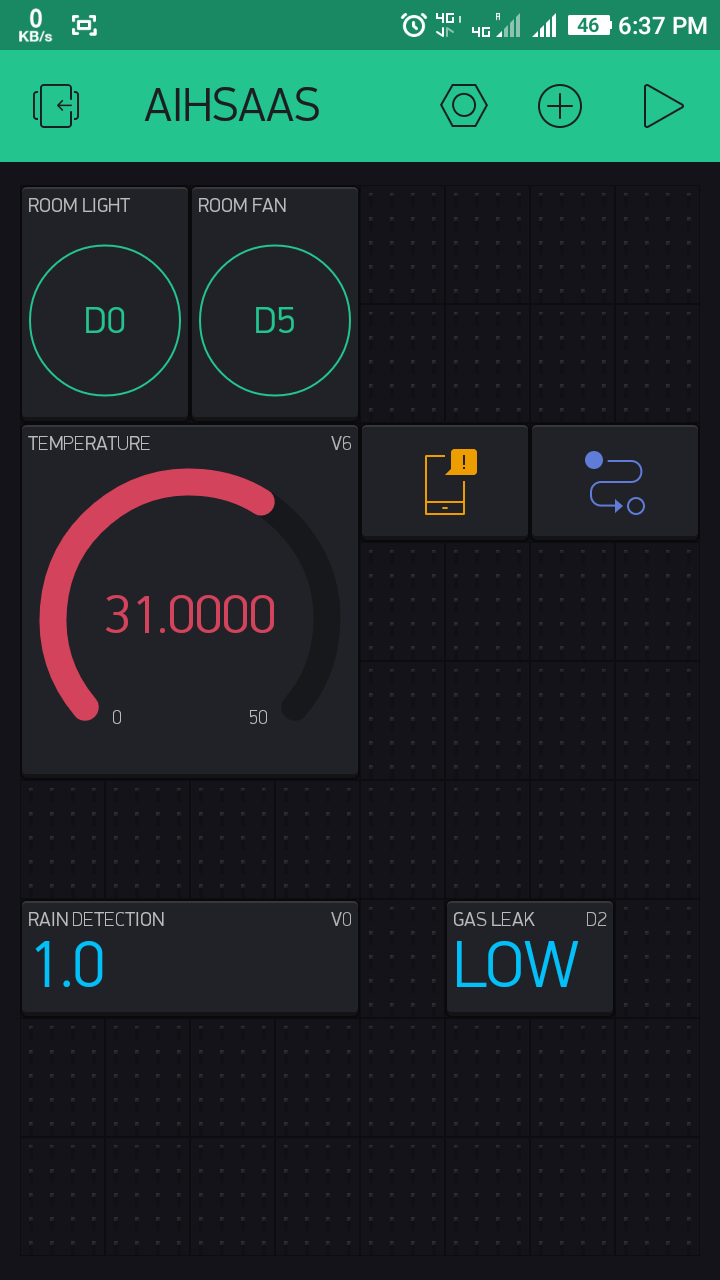 0
KB/s
4G
4G
R
46
6:37 PM
AIHSAAS
ROOM LIGHT
ROOM FAN
D0
D5
TEMPERATURE V6
!
31.0000
0 50
RAIN DETECTION V0
1.0
GAS LEAK D2
LOW